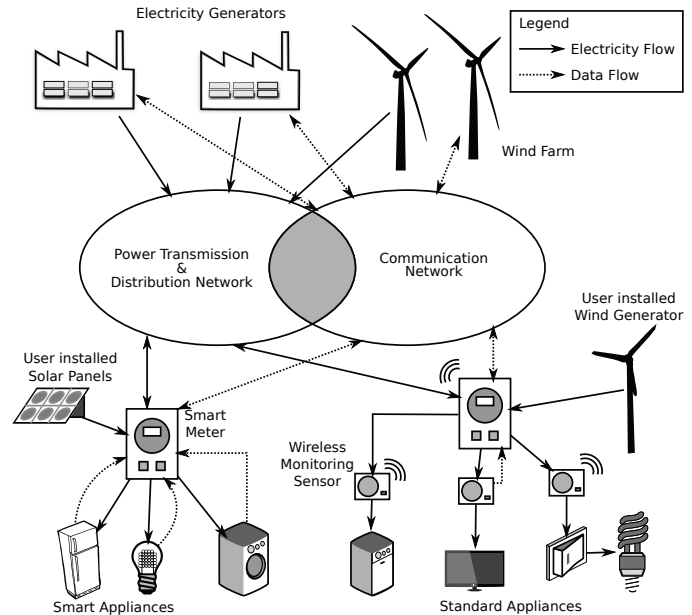 Electricity Generators
Legend
Electricity Flow
Data Flow
Wind Farm
Power Transmission
&
Distribution Network
Communication
Network
User installed
Wind Generator
User installed
Solar Panels
Smart
Meter
Wireless
Monitoring
Sensor
Smart Appliances
Standard Appliances